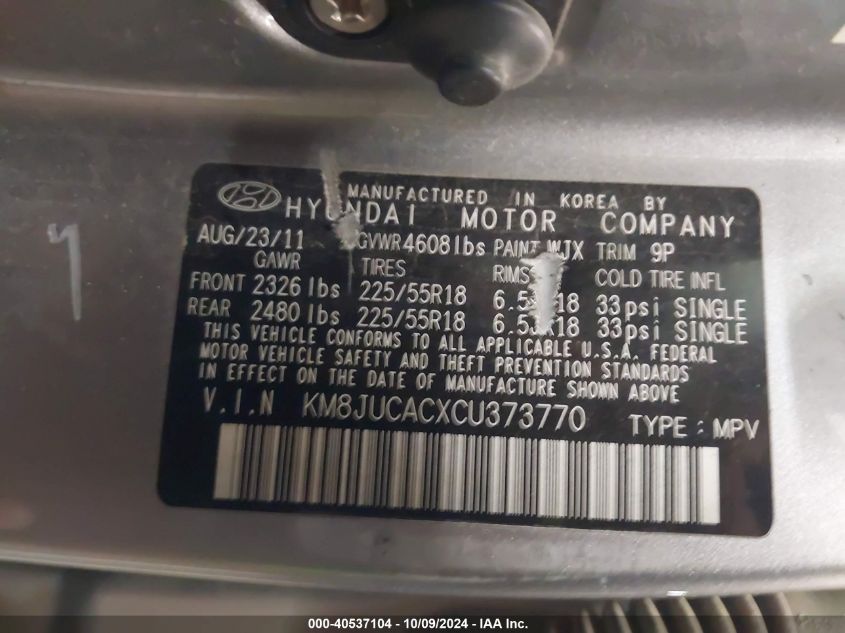 MANUFACTURED IN KOREA BY
HYUNDAI MOTOR COMPANY
AUG/23/11 GVWR 4608 lbs PAINT WJX TRIM 9P
GAWR TIRES RIMS COLD TIRE INFL
FRONT 2326 lbs 225/55R18 33psi SINGLE
REAR 2480 lbs 225/55R18 33psi SINGLE
THIS VEHICLE CONFORMS TO ALL APPLICABLE U.S.A. FEDERAL
MOTOR VEHICLE SAFETY AND THEFT PREVENTION STANDARDS
IN EFFECT ON THE DATE OF MANUFACTURE SHOWN ABOVE
V.I.N KM8JUCACXCU373770 TYPE : MPV
000-40537104 - 10/09/2024 - IAA Inc.